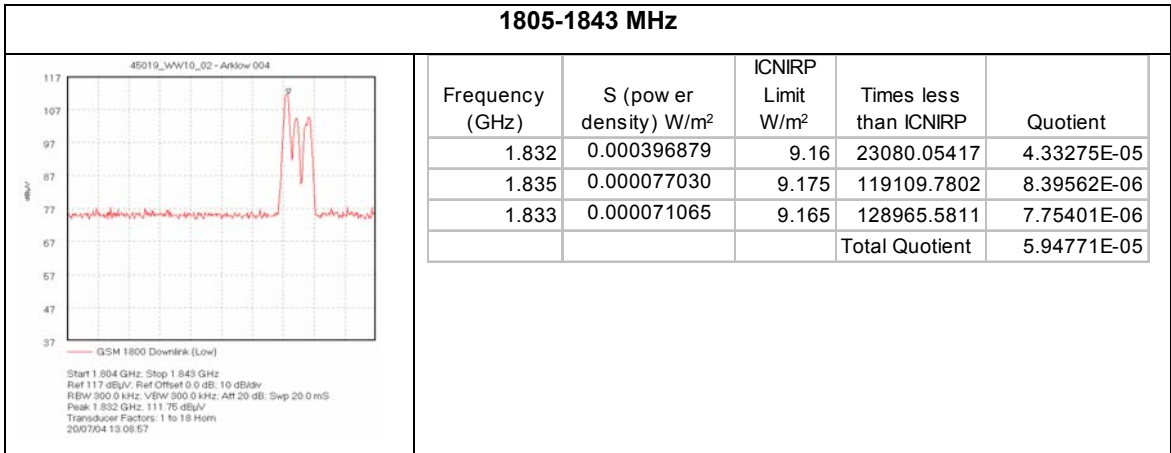 1805-1843 MHz
45019_WW10_02 - Arklow 004
117
107
97
87
77
67
57
47
37
dBµV
GSM 1800 Downlink (Low)
Start 1.804 GHz; Stop 1.843 GHz
Ref 117 dBµV; Ref Offset 0.0 dB; 10 dB/div
RBW 300.0 kHz; VBW 300.0 kHz; Att 20 dB; Swp 20.0 mS
Peak 1.832 GHz, 111.75 dBµV
Transducer Factors: 1 to 18 Horn
20/07/04 13:08:57
Frequency (GHz) S (pow er density) W/m² ICNIRP Limit W/m² Times less than ICNIRP Quotient
1.832 0.000396879 9.16 23080.05417 4.33275E-05
1.835 0.000077030 9.175 119109.7802 8.39562E-06
1.833 0.000071065 9.165 128965.5811 7.75401E-06
Total Quotient 5.94771E-05